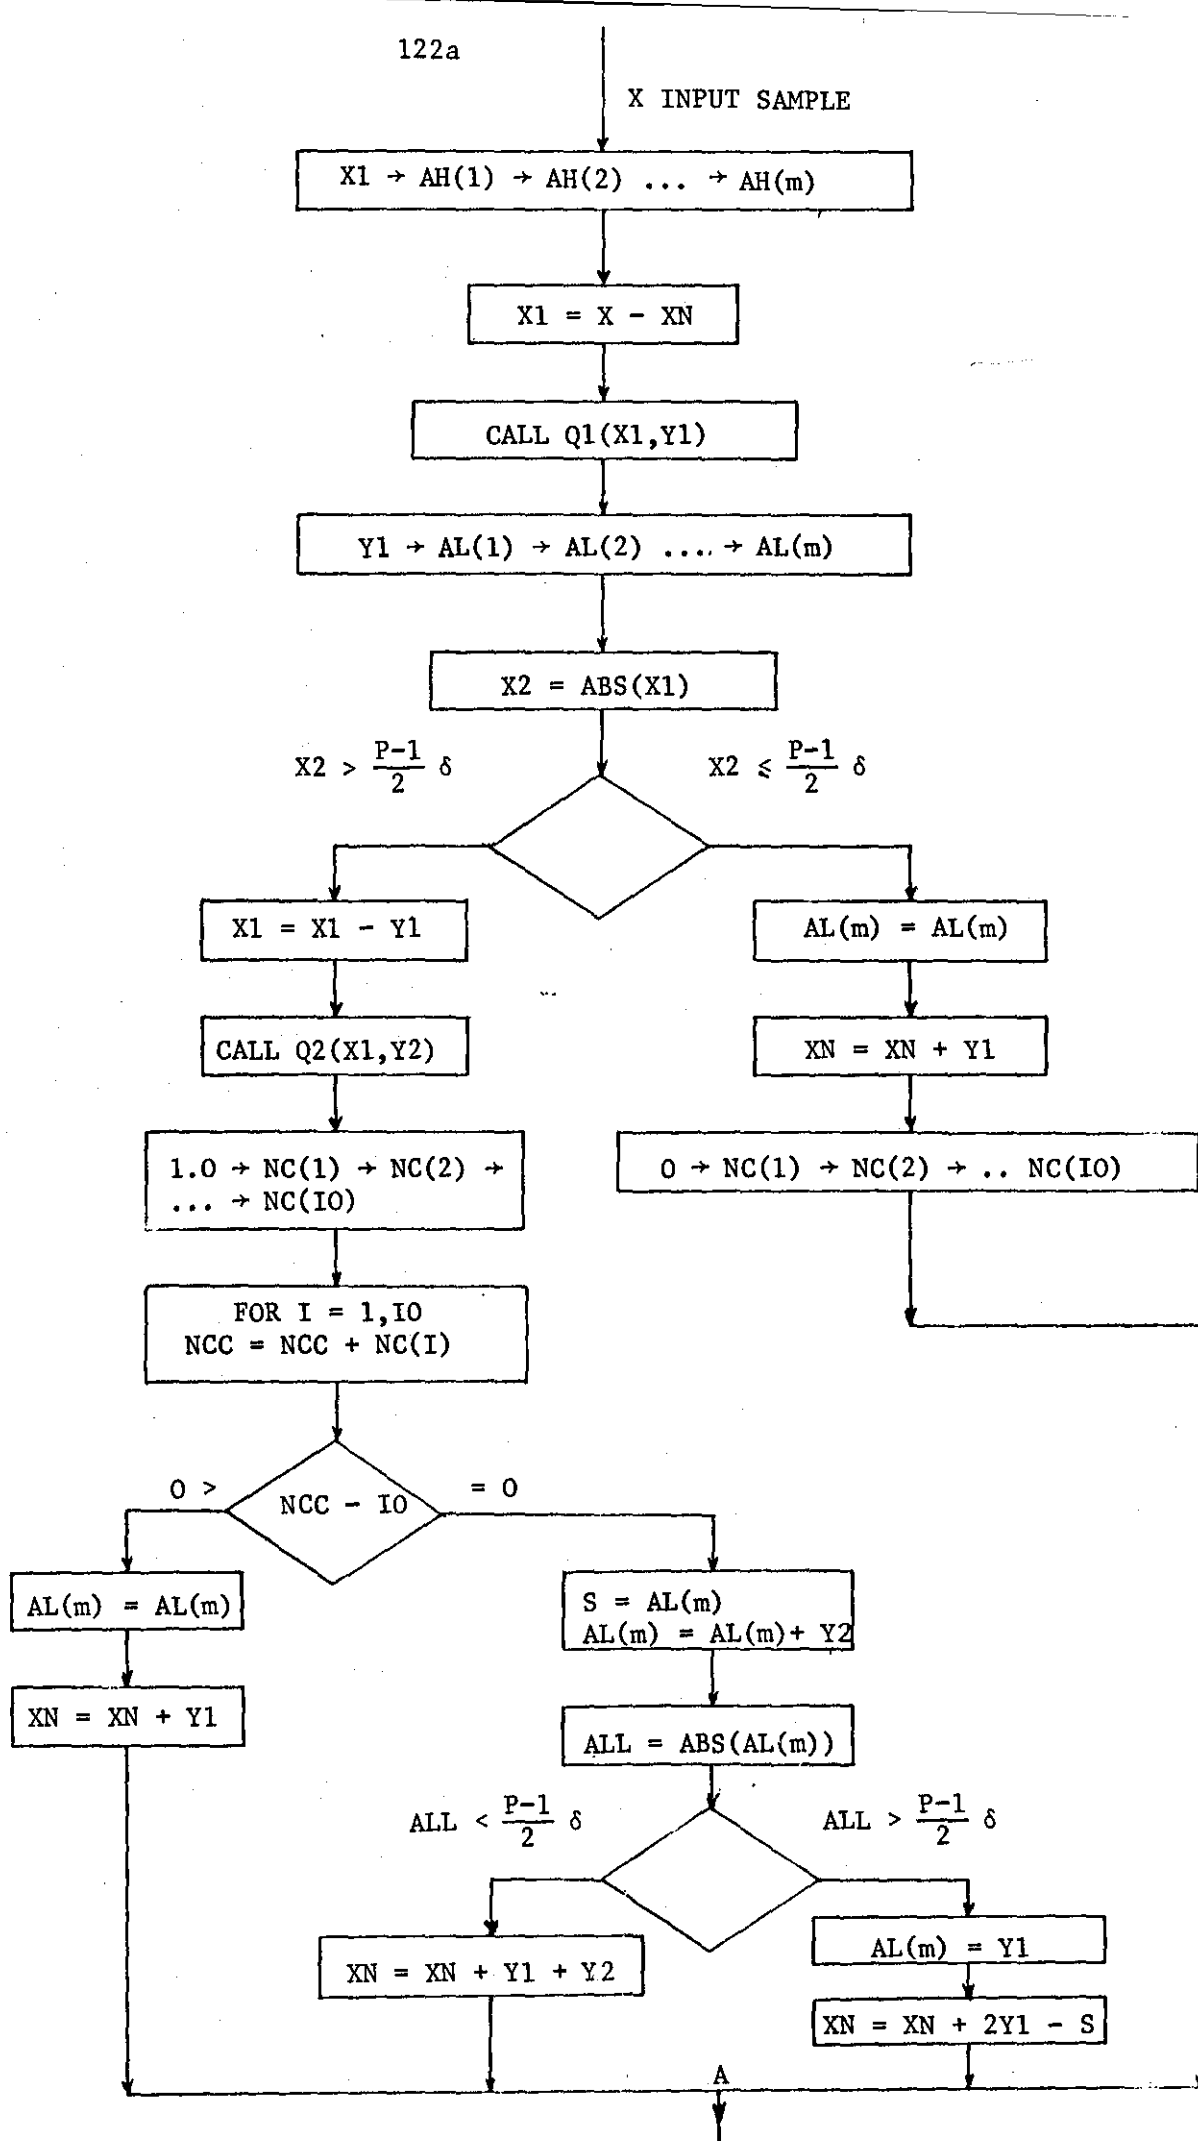 122a
X INPUT SAMPLE
X1 → AH(1) → AH(2) ... → AH(m)
X1 = X - XN
CALL Q1(X1,Y1)
Y1 → AL(1) → AL(2) .... → AL(m)
X2 = ABS(X1)
X2 > P-1/2 δ
X2 ⩽ P-1/2 δ
X1 = X1 - Y1
AL(m) = AL(m)
CALL Q2(X1,Y2)
XN = XN + Y1
1.0 → NC(1) → NC(2) →
... → NC(IO)
0 → NC(1) → NC(2) → .. NC(IO)
FOR I = 1,IO
NCC = NCC + NC(I)
0 >
NCC - IO
= 0
AL(m) = AL(m)
S = AL(m)
AL(m) = AL(m)+ Y2
XN = XN + Y1
ALL = ABS(AL(m))
ALL < P-1/2 δ
ALL > P-1/2 δ
XN = XN + Y1 + Y2
AL(m) = Y1
XN = XN + 2Y1 - S
A